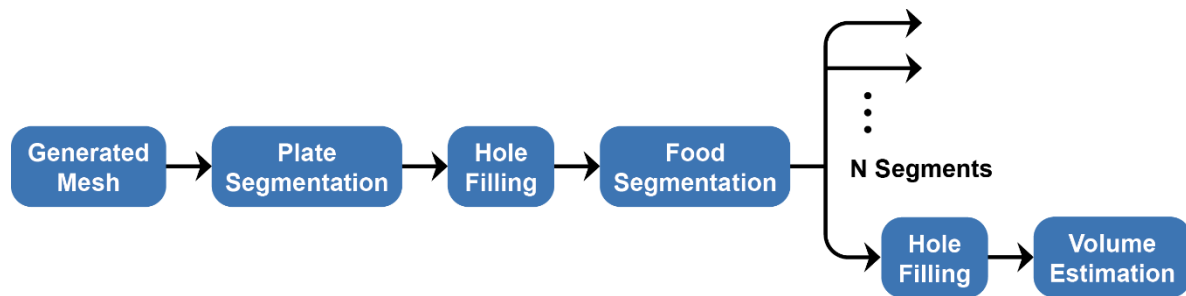 Generated
Mesh
Plate
Segmentation
Hole
Filling
Food
Segmentation
N Segments
Hole
Filling
Volume
Estimation